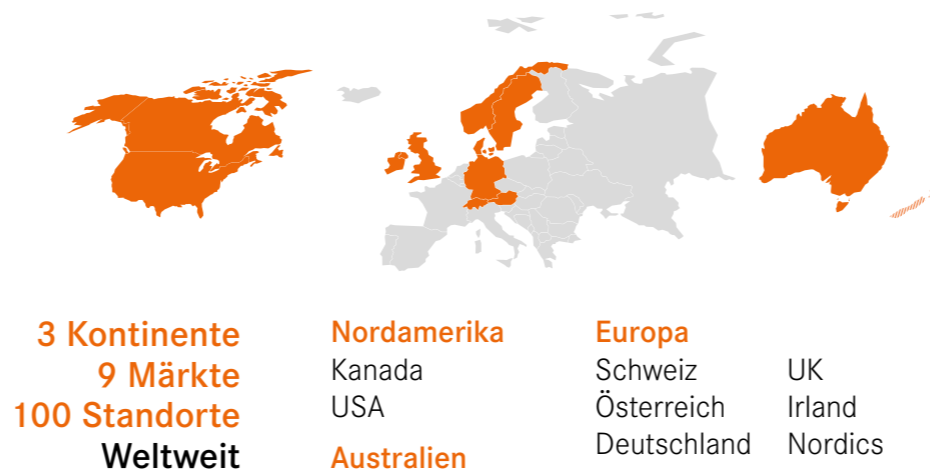 3 Kontinente
9 Märkte
100 Standorte
Weltweit
Nordamerika
Kanada
USA
Australien
Europa
Schweiz
Österreich
Deutschland
UK
Irland
Nordics